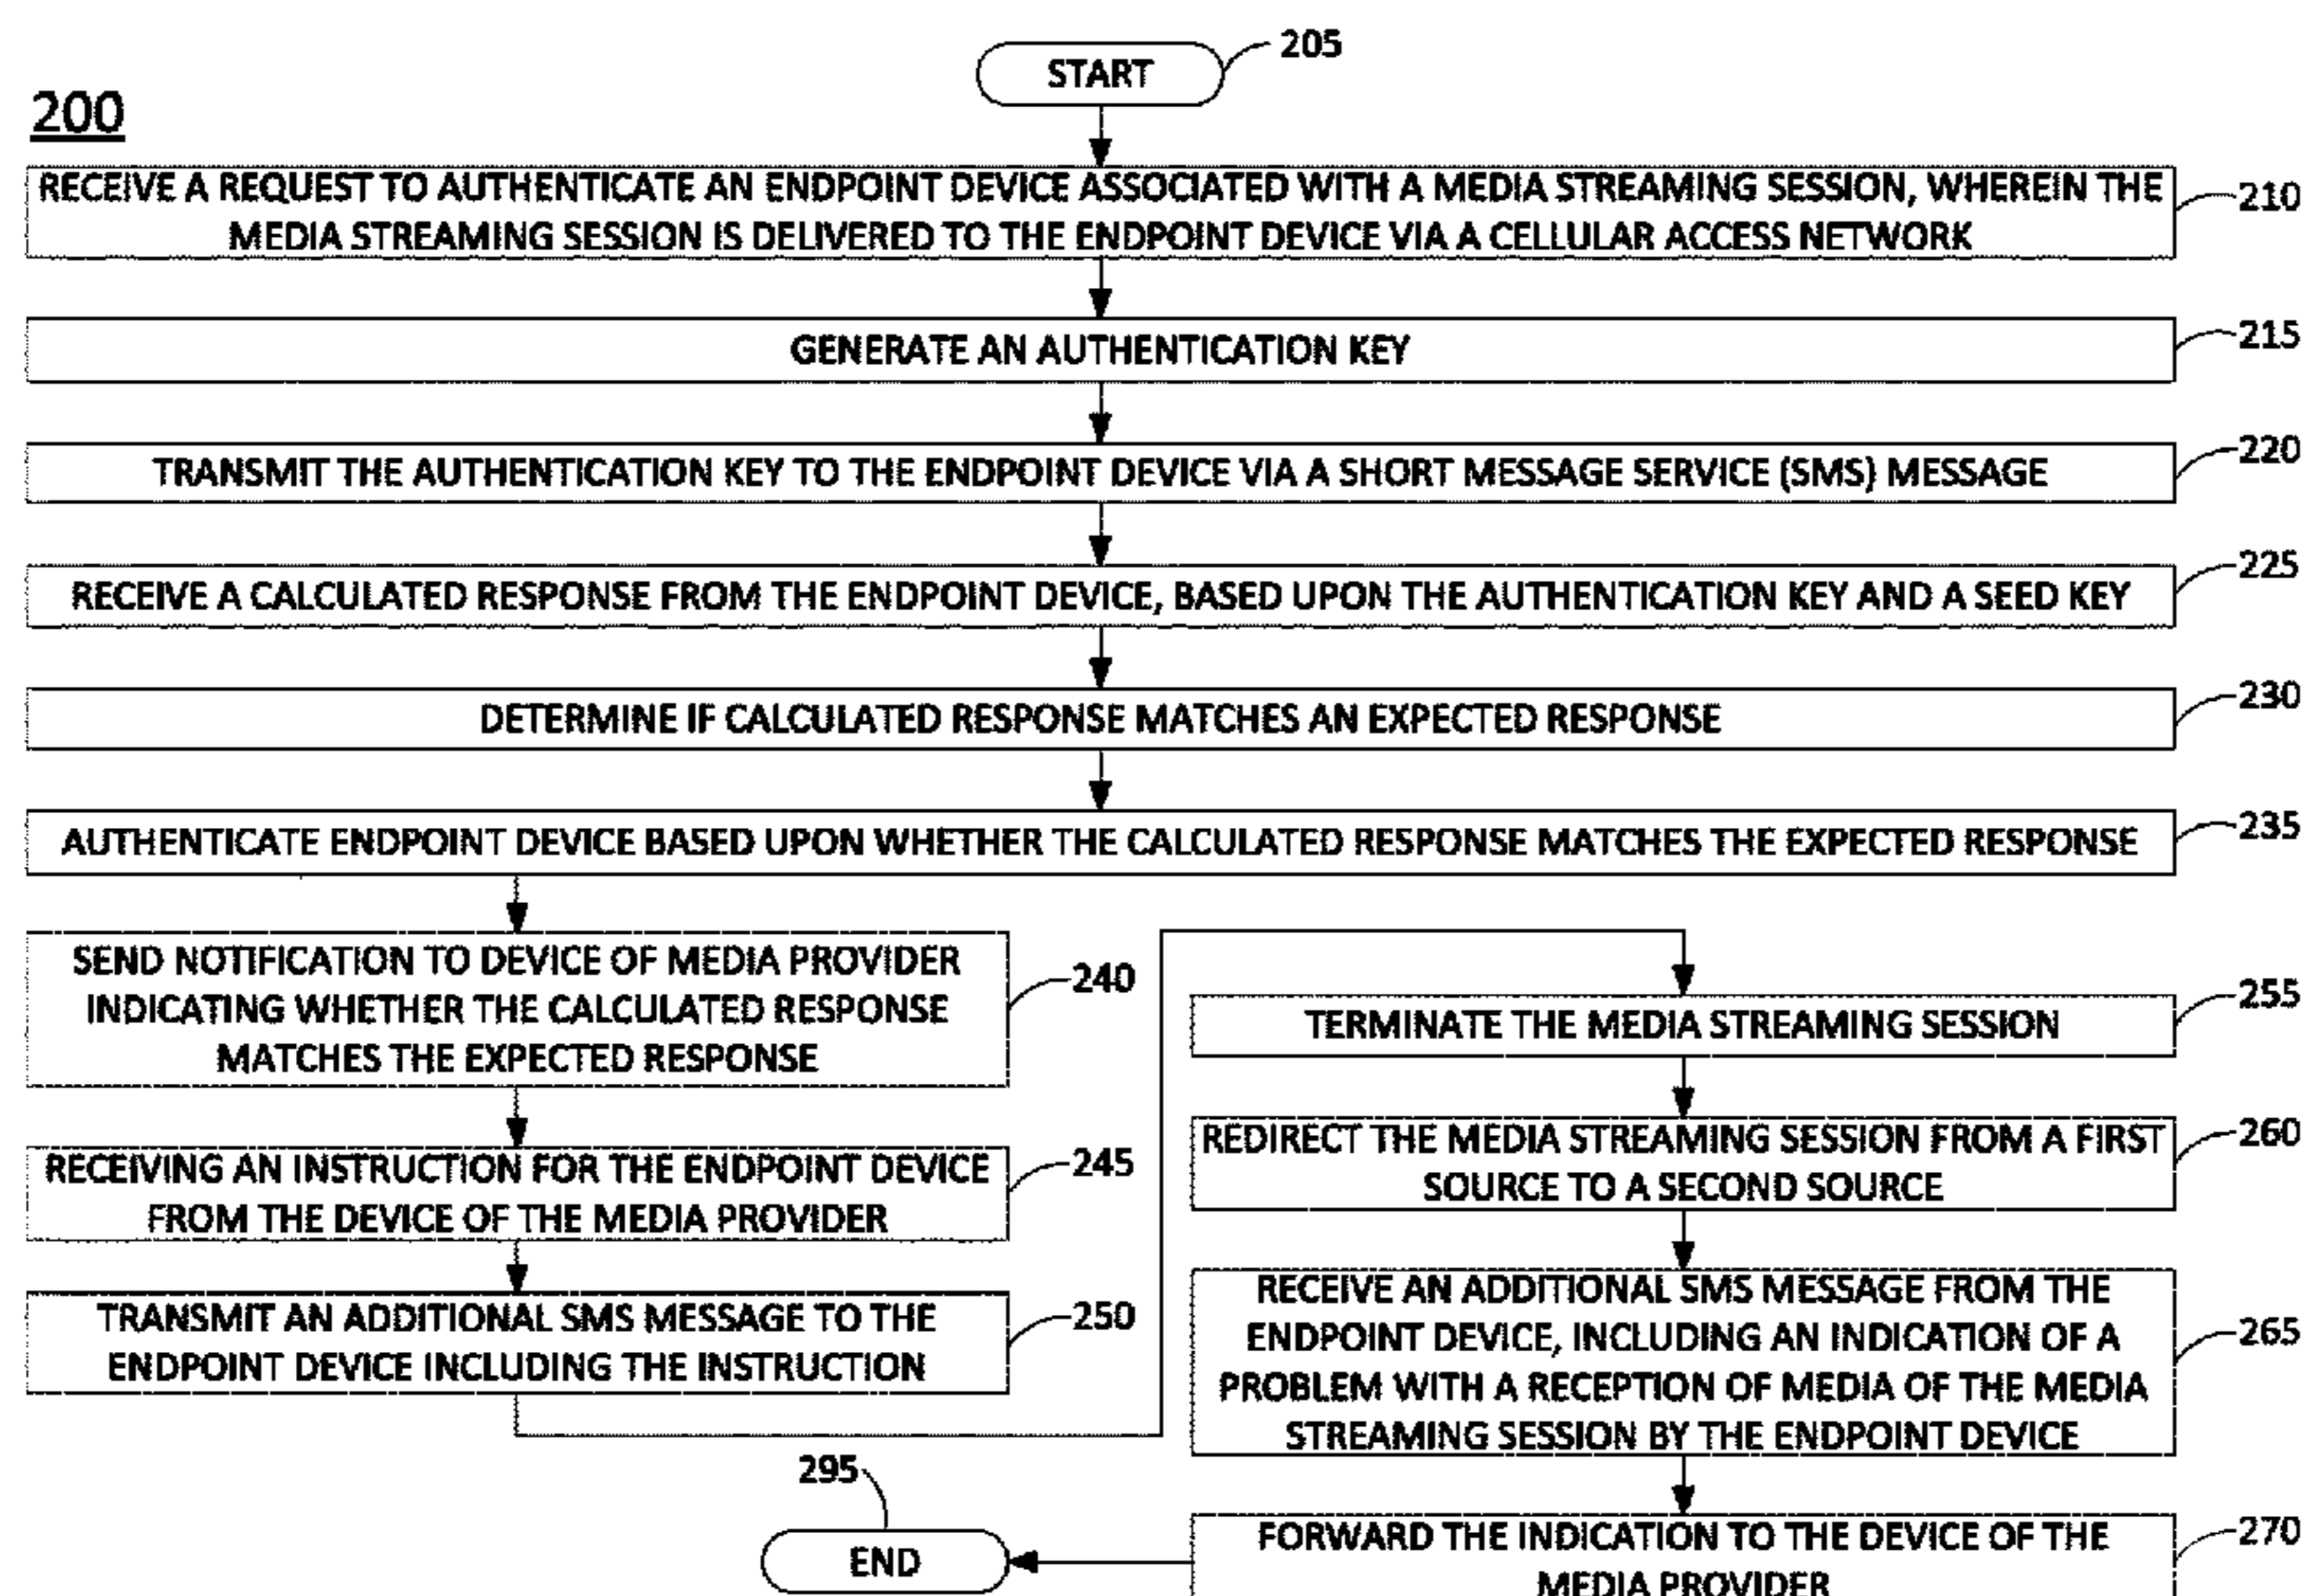 205
START
200
RECEIVE A REQUEST TO AUTHENTICATE AN ENDPOINT DEVICE ASSOCIATED WITH A MEDIA STREAMING SESSION, WHEREIN THE
MEDIA STREAMING SESSION IS DELIVERED TO THE ENDPOINT DEVICE VIA A CELLULAR ACCESS NETWORK
210
GENERATE AN AUTHENTICATION KEY
215
TRANSMIT THE AUTHENTICATION KEY TO THE ENDPOINT DEVICE VIA A SHORT MESSAGE SERVICE (SMS) MESSAGE
220
RECEIVE A CALCULATED RESPONSE FROM THE ENDPOINT DEVICE, BASED UPON THE AUTHENTICATION KEY AND A SEED KEY
225
DETERMINE IF CALCULATED RESPONSE MATCHES AN EXPECTED RESPONSE
230
AUTHENTICATE ENDPOINT DEVICE BASED UPON WHETHER THE CALCULATED RESPONSE MATCHES THE EXPECTED RESPONSE
235
SEND NOTIFICATION TO DEVICE OF MEDIA PROVIDER
INDICATING WHETHER THE CALCULATED RESPONSE
MATCHES THE EXPECTED RESPONSE
240
RECEIVING AN INSTRUCTION FOR THE ENDPOINT DEVICE
FROM THE DEVICE OF THE MEDIA PROVIDER
245
TRANSMIT AN ADDITIONAL SMS MESSAGE TO THE
ENDPOINT DEVICE INCLUDING THE INSTRUCTION
250
TERMINATE THE MEDIA STREAMING SESSION
255
REDIRECT THE MEDIA STREAMING SESSION FROM A FIRST
SOURCE TO A SECOND SOURCE
260
RECEIVE AN ADDITIONAL SMS MESSAGE FROM THE
ENDPOINT DEVICE, INCLUDING AN INDICATION OF A
PROBLEM WITH A RECEPTION OF MEDIA OF THE MEDIA
STREAMING SESSION BY THE ENDPOINT DEVICE
265
FORWARD THE INDICATION TO THE DEVICE OF THE
MEDIA PROVIDER
270
295
END